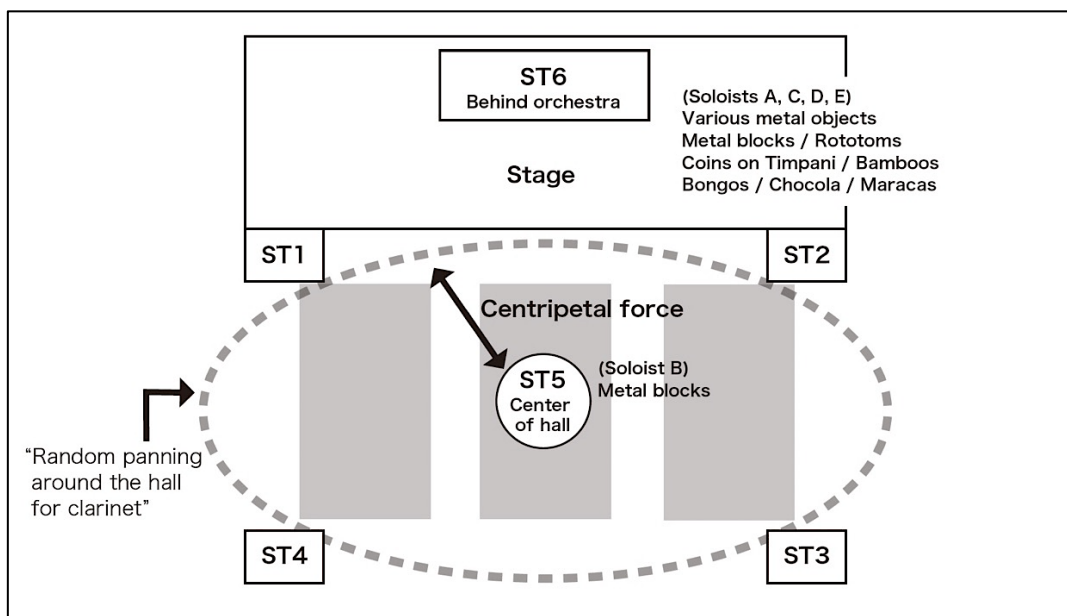 ST6
Behind orchestra
(Soloists A, C, D, E)
Various metal objects
Metal blocks / Rototoms
Coins on Timpani / Bamboos
Bongos / Chocola / Maracas
Stage
ST1
ST2
Centripetal force
(Soloist B)
Metal blocks
ST5
Center
of hall
“Random panning
around the hall
for clarinet”
ST4
ST3